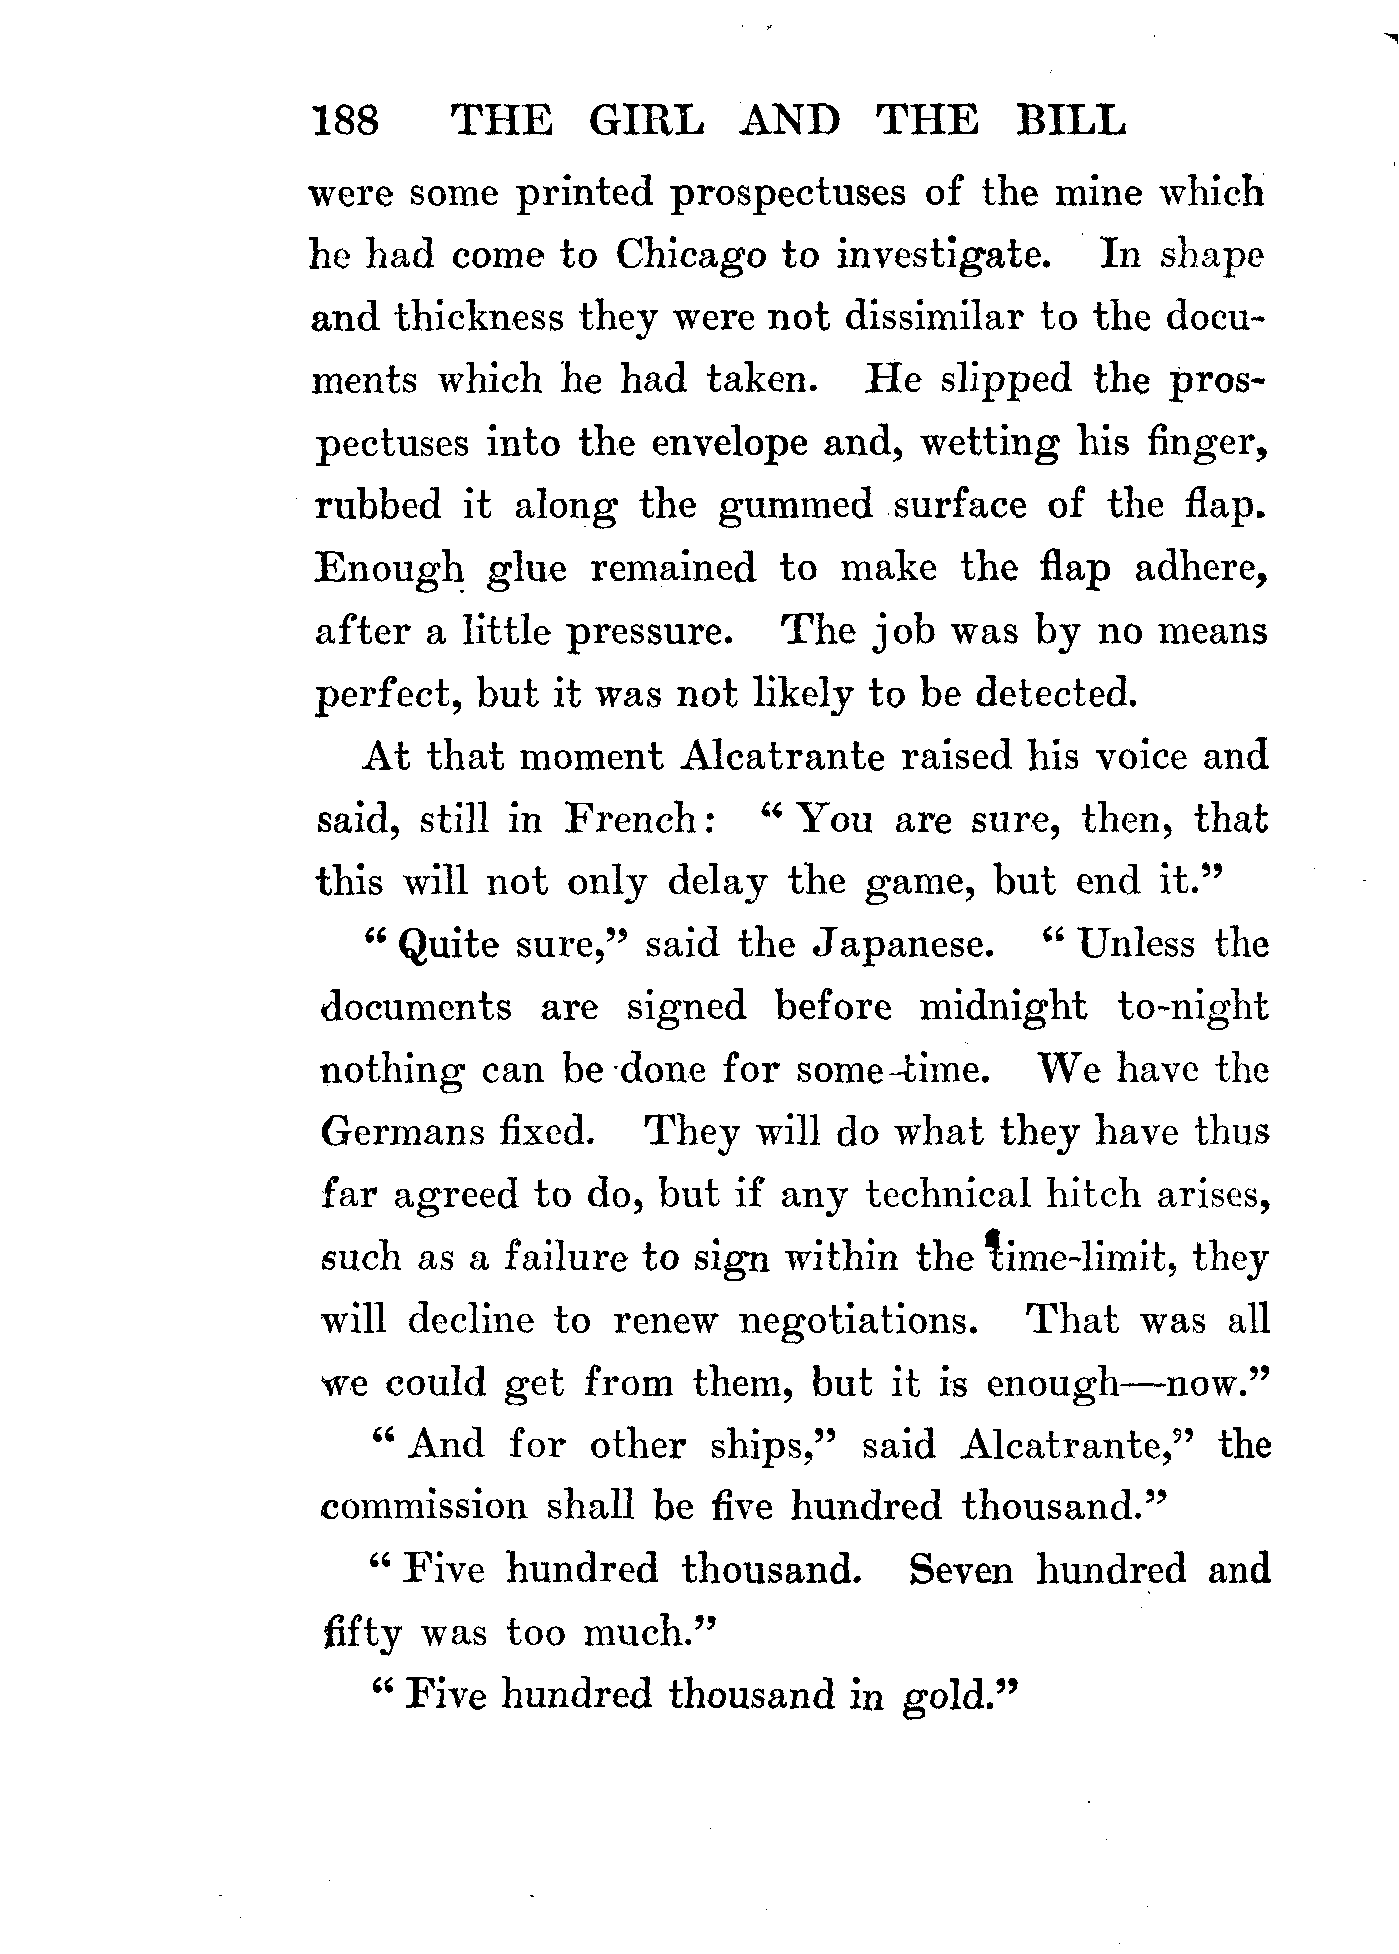 188 THE GIRL AND THE BILL
were some printed prospectuses of the mine which
he had come to Chicago to investigate. In shape
and thickness they were not dissimilar to the docu-
ments which he had taken. He slipped the pros-
pectuses into the envelope and, wetting his finger,
rubbed it along the gummed surface of the flap.
Enough glue remained to make the flap adhere,
after a little pressure. The job was by no means
perfect, but it was not likely to be detected.
At that moment Alcatrante raised his voice and
said, still in French: “ You are sure, then, that
this will not only delay the game, but end it.”
“ Quite sure,” said the Japanese. “ Unless the
documents are signed before midnight to-night
nothing can be done for some time. We have the
Germans fixed. They will do what they have thus
far agreed to do, but if any technical hitch arises,
such as a failure to sign within the time-limit, they
will decline to renew negotiations. That was all
we could get from them, but it is enough—now.”
“ And for other ships,” said Alcatrante,” the
commission shall be five hundred thousand.”
“ Five hundred thousand. Seven hundred and
fifty was too much.”
“ Five hundred thousand in gold.”